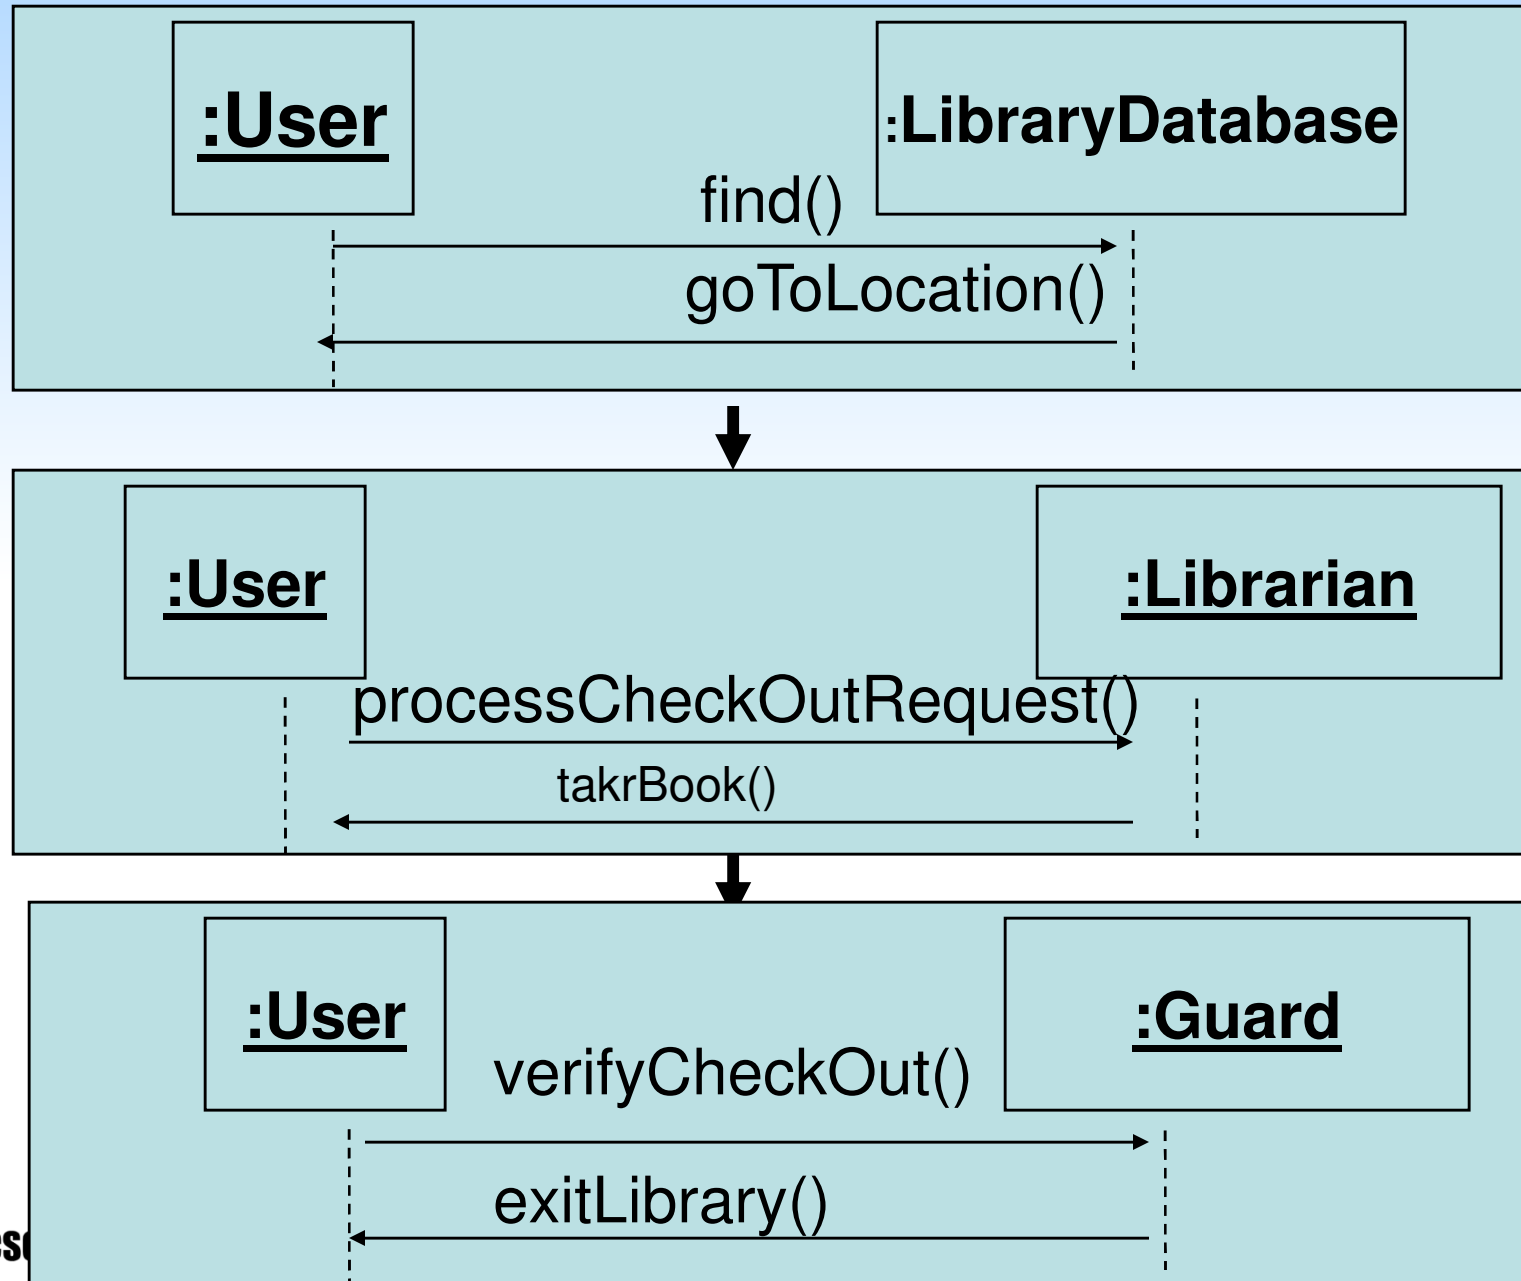 :User
:LibraryDatabase
find()
goToLocation()
:User
:Librarian
processCheckOutRequest()
takrBook()
:User
:Guard
verifyCheckOut()
exitLibrary()